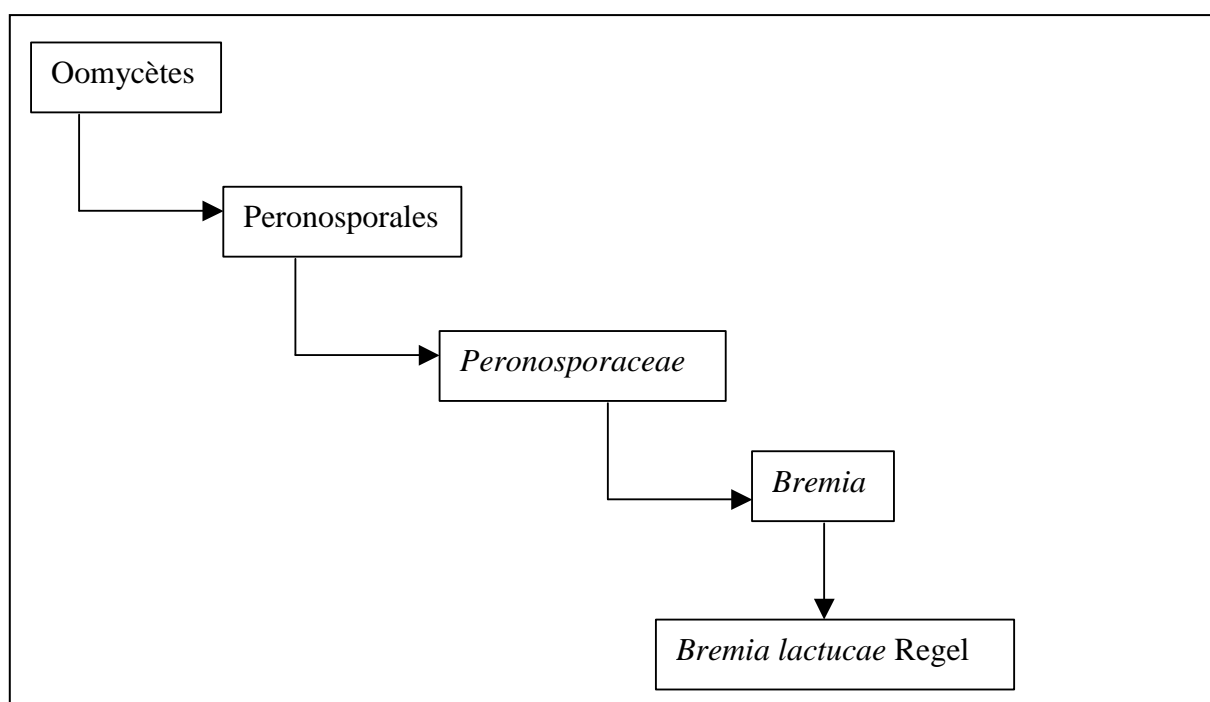 Oomycètes
Peronosporales
Peronosporaceae
Bremia
Bremia lactucae Regel